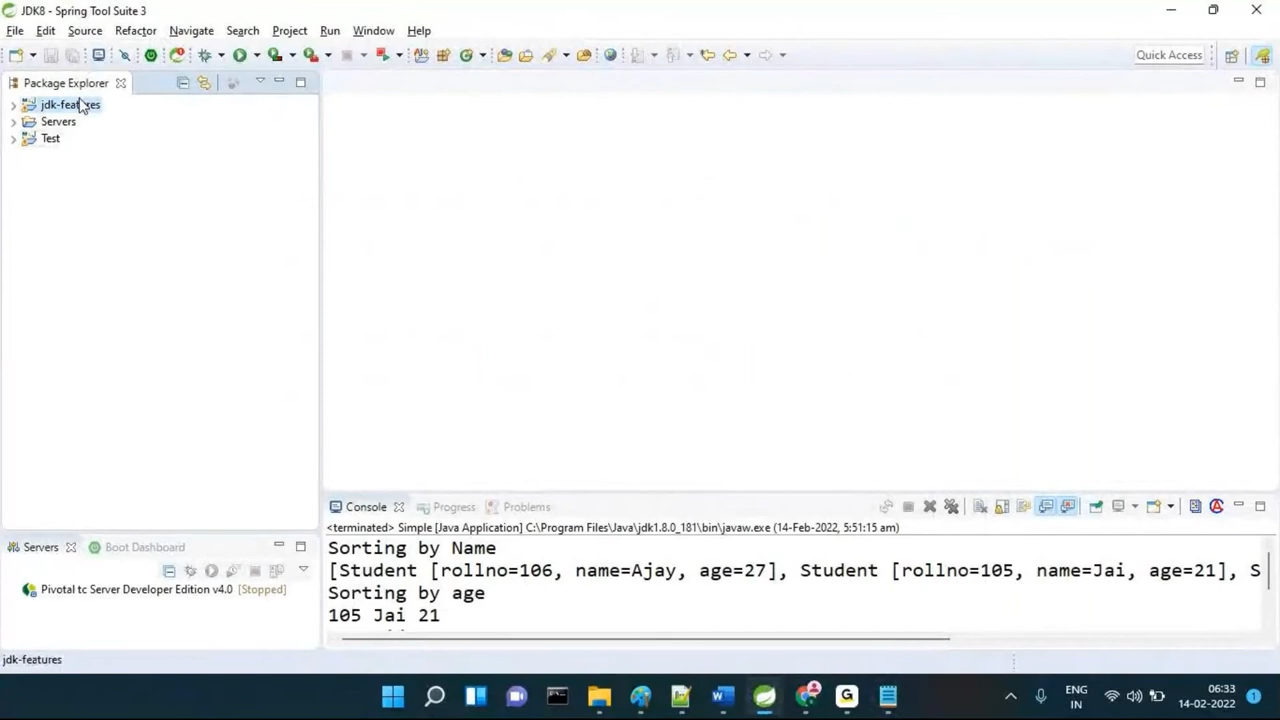 JDK8 - Spring Tool Suite 3
File Edit Source Refactor Navigate Search Project Run Window Help
Quick Access
Package Explorer
jdk-features
Servers
Test
Console Progress Problems
<terminated> Simple [Java Application] C:\Program Files\Java\jdk1.8.0_181\bin\javaw.exe (14-Feb-2022, 5:51:15 am)
Sorting by Name
[Student [rollno=106, name=Ajay, age=27], Student [rollno=105, name=Jai, age=21], S
Sorting by age
105 Jai 21
Servers Boot Dashboard
Pivotal tc Server Developer Edition v4.0 [Stopped]
jdk-features
ENG
IN
06:33
14-02-2022
1